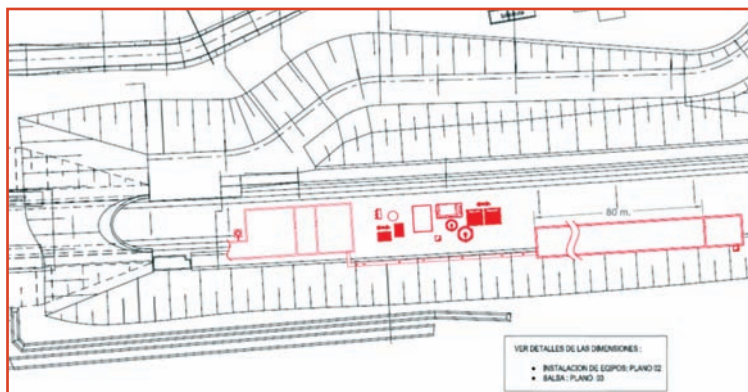 80 m.
VER DETALLES DE LAS DIMENSIONES :
INSTALACION DE EQIPOS: PLANO 02
BALSA : PLANO 03